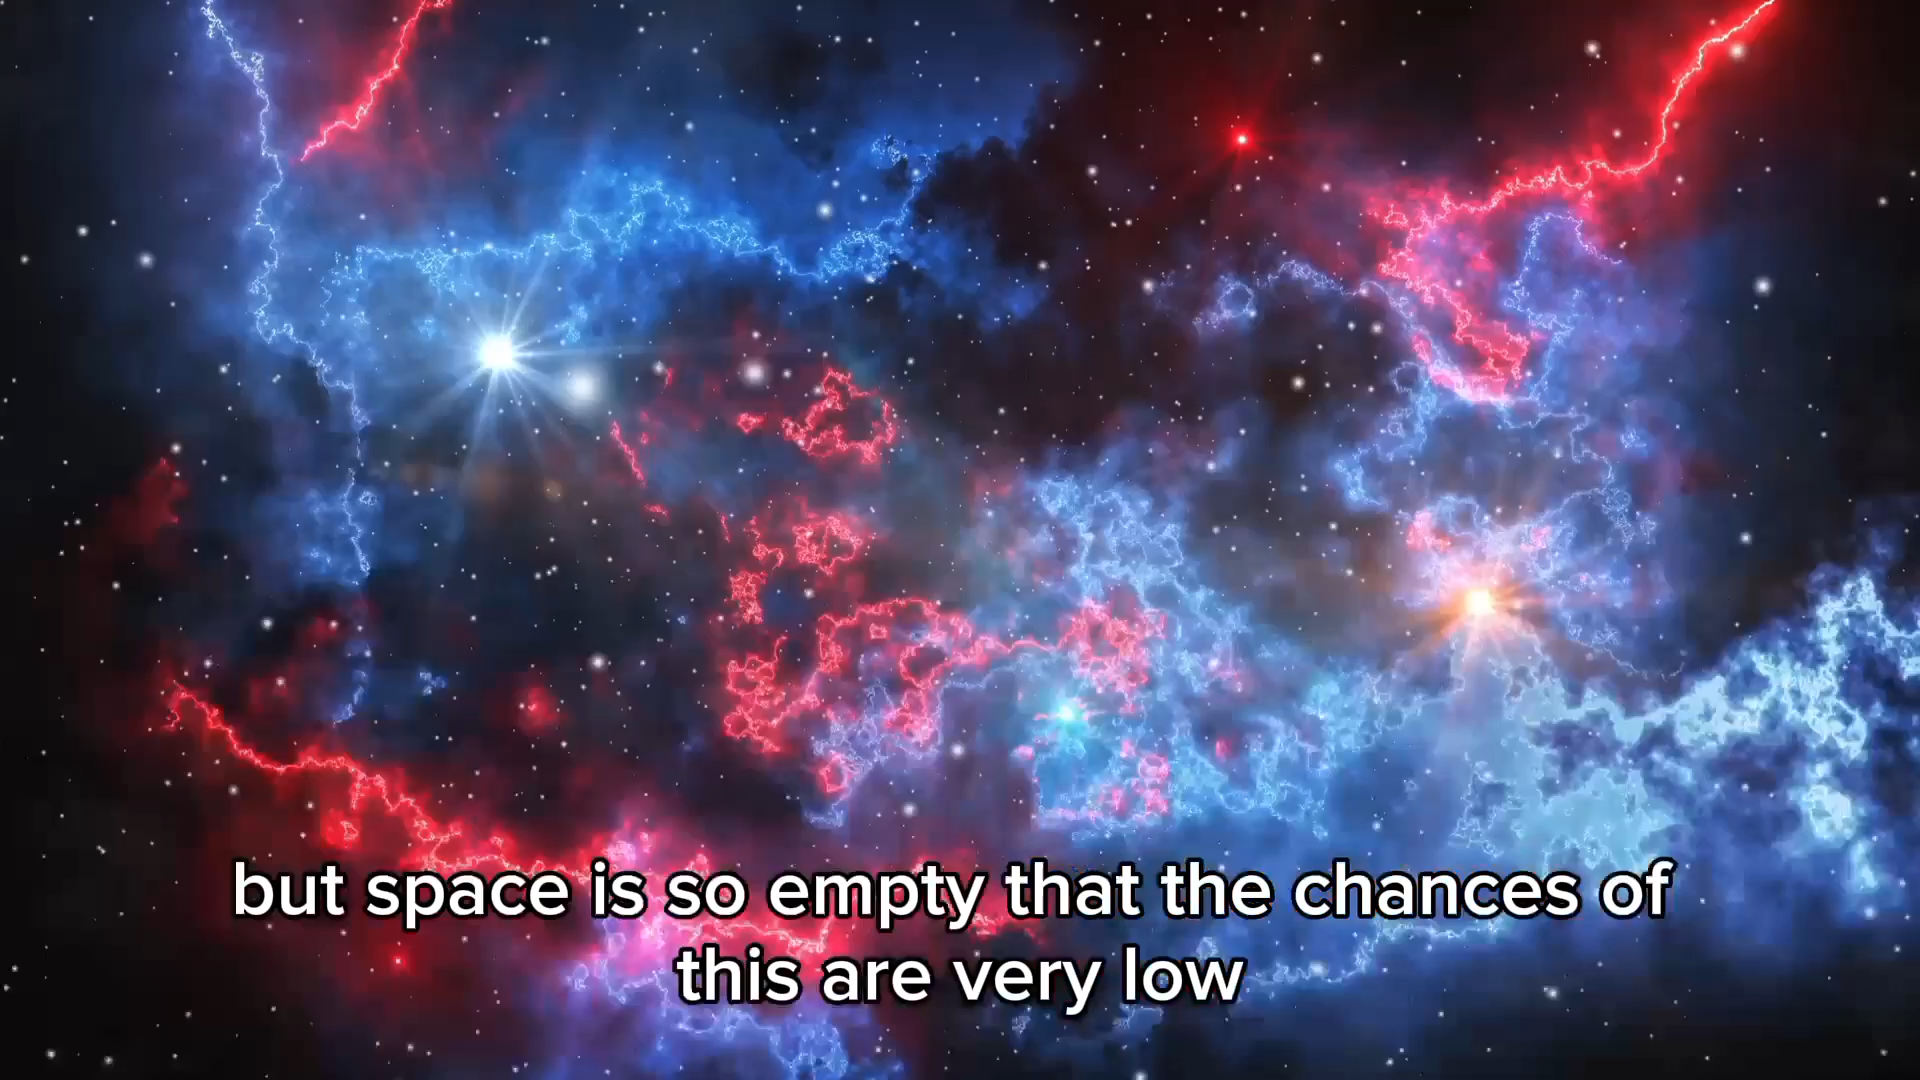 but space is so empty that the chances of
this are very low